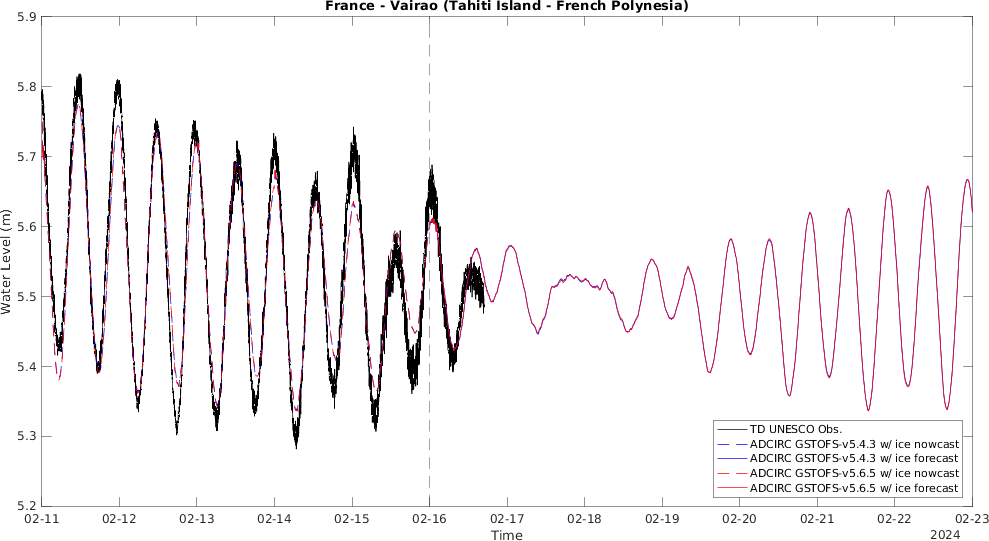 France - Vairao (Tahiti Island - French Polynesia)
5.9
5.8
5.7
5.6
5.5
5.4
5.3
5.2
Water Level (m)
TD UNESCO Obs.
ADCIRC GSTOFS-v5.4.3 w/ ice nowcast
ADCIRC GSTOFS-v5.4.3 w/ ice forecast
ADCIRC GSTOFS-v5.6.5 w/ ice nowcast
ADCIRC GSTOFS-v5.6.5 w/ ice forecast
02-11 02-12 02-13 02-14 02-15 02-16 02-17 02-18 02-19 02-20 02-21 02-22 02-23
Time
2024